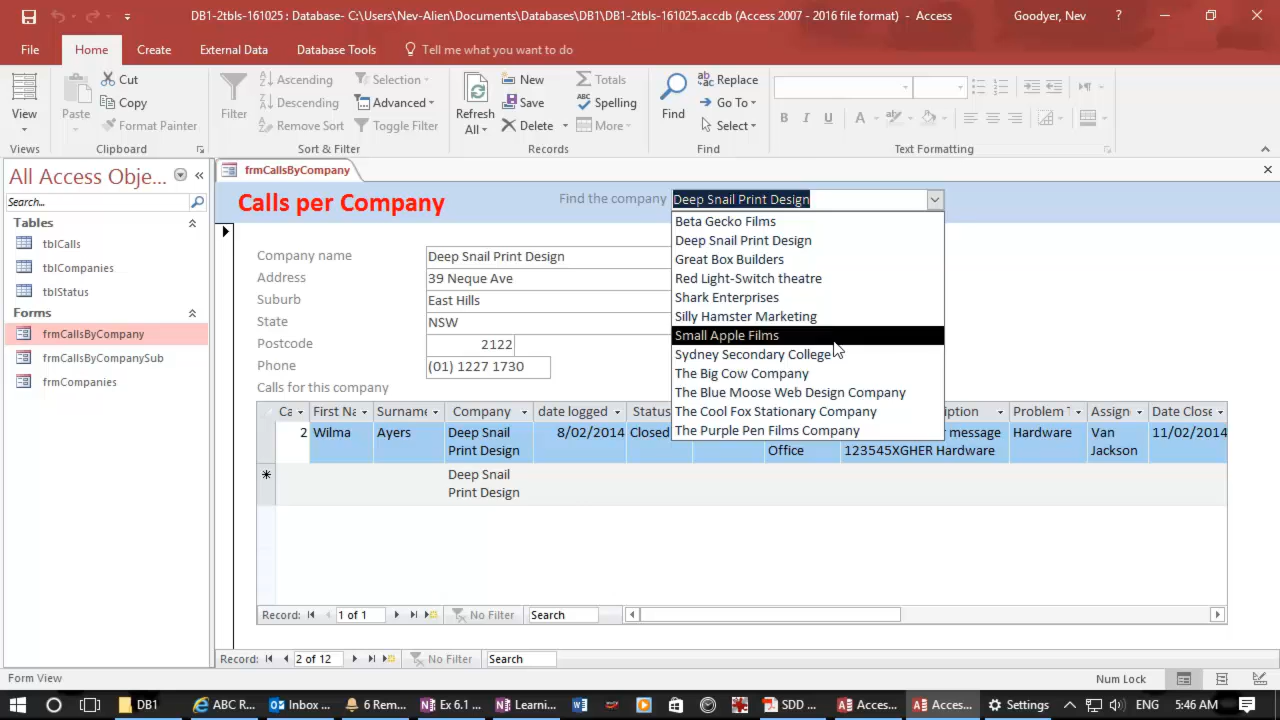 DB1-2tbls-161025 : Database- C:\Users\Nev-Alien\Documents\Databases\DB1\DB1-2tbls-161025.accdb (Access 2007 - 2016 file format) - Access
Goodyer, Nev ?
File Home Create External Data Database Tools Tell me what you want to do
View
Views
Paste
Cut
Copy
Format Painter
Clipboard
Filter
Ascending
Descending
Remove Sort
Selection
Advanced
Toggle Filter
Sort & Filter
Refresh
All
New
Save
Delete
Totals
Spelling
More
Records
Find
Replace
Go To
Select
Find
B I U
A
Text Formatting
All Access Obje...
Search...
Tables
tblCalls
tblCompanies
tblStatus
Forms
frmCallsByCompany
frmCallsByCompanySub
frmCompanies
frmCallsByCompany
Calls per Company
Find the company Deep Snail Print Design
Beta Gecko Films
Deep Snail Print Design
Great Box Builders
Red Light-Switch theatre
Shark Enterprises
Silly Hamster Marketing
Small Apple Films
Sydney Secondary College
The Big Cow Company
The Blue Moose Web Design Company
The Cool Fox Stationary Company
The Purple Pen Films Company
Company name Deep Snail Print Design
Address 39 Neque Ave
Suburb East Hills
State NSW
Postcode 2122
Phone (01) 1227 1730
Calls for this company
Ca First Na Surname Company date logged Status ription Problem T Assign Date Close
2 Wilma Ayers Deep Snail 8/02/2014 Closed r message Hardware Van 11/02/2014
Print Design Office 123545XGHER Hardware Jackson
* Deep Snail
Print Design
Record: 1 of 1 No Filter Search
Record: 2 of 12 No Filter Search
Form View Num Lock
DB1 ABC R... Inbox ... 6 Remi... Ex 6.1 ... Learni... SDD ... Acces... Acces... Settings 5:46 AM